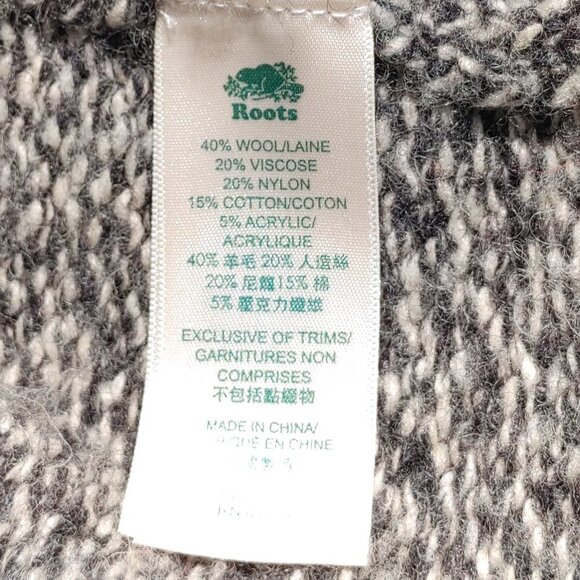 Roots
40% WOOL/LAINE
20% VISCOSE
20% NYLON
15% COTTON/COTON
5% ACRYLIC/
ACRYLIQUE
40% 羊毛 20% 人造絲
20% 尼龍 15% 棉
5% 壓克力纖維
EXCLUSIVE OF TRIMS/
GARNITURES NON
COMPRISES
不包括點綴物
MADE IN CHINA/
EN CHINE